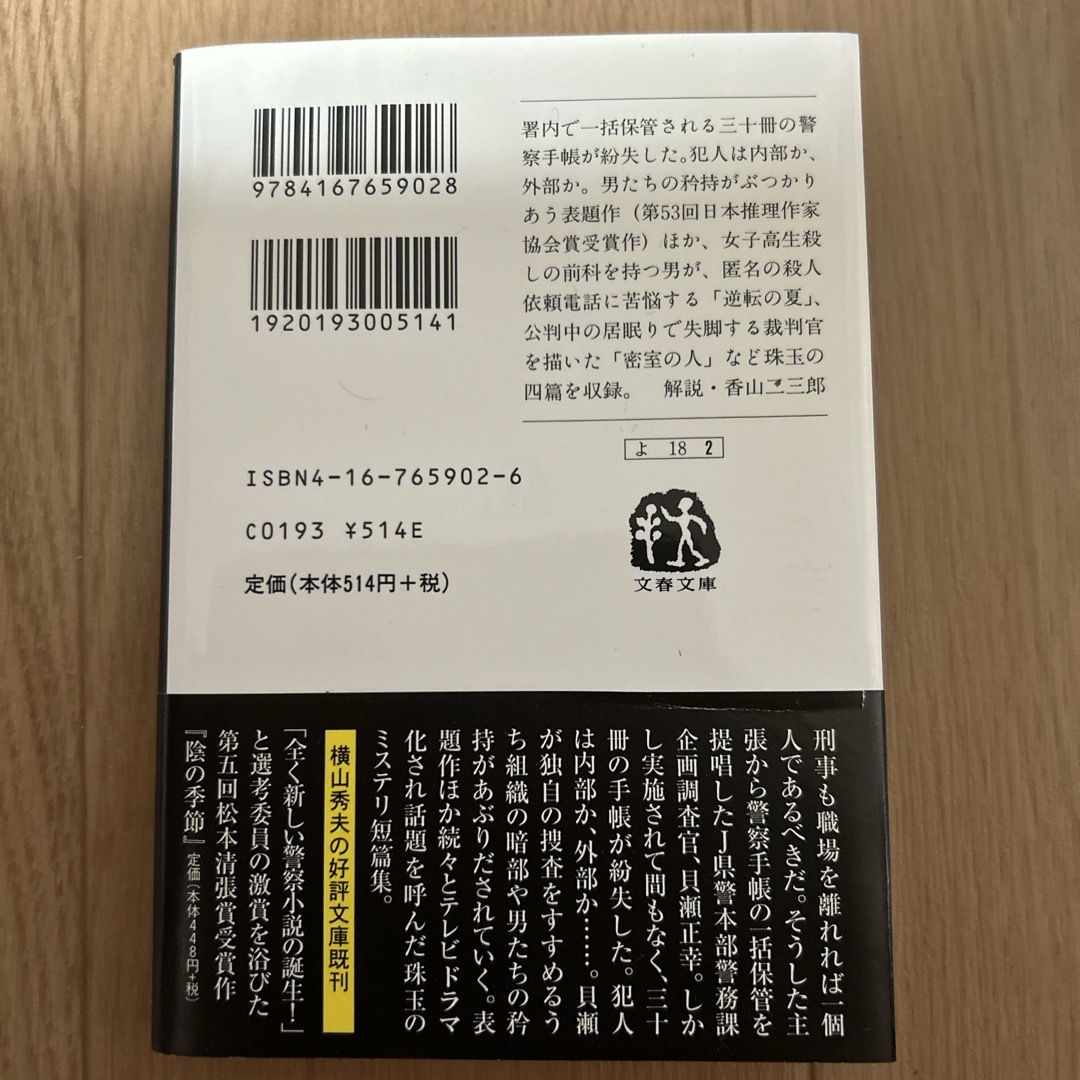 9784167659028
1920193005141
署内で一括保管される三十冊の警
察手帳が紛失した。犯人は内部か、
外部か。男たちの矜持がぶつかり
あう表題作（第53回日本推理作家
協会賞受賞作）ほか、女子高生殺
しの前科を持つ男が、匿名の殺人
依頼電話に苦悩する「逆転の夏」、
公判中の居眠りで失脚する裁判官
を描いた「密室の人」など珠玉の
四篇を収録。　解説・香山二三郎
よ 18 2
ISBN4-16-765902-6
C0193 ¥514E
定価(本体514円+税)
文春文庫
刑事も職場を離れれば一個
人であるべきだ。そうした主
張から警察手帳の一括保管を
提唱したJ県警本部警務課
企画調査官、貝瀬正幸。しか
し実施されて間もなく、三十
冊の手帳が紛失した。犯人
は内部か、外部か……。貝瀬
が独自の捜査をすすめるう
ち組織の暗部や男たちの矜
持があぶりだされていく。表
題作ほか続々とテレビドラマ
化され話題を呼んだ珠玉の
ミステリ短篇集。
横山秀夫の好評文庫既刊
「全く新しい警察小説の誕生！」
と選考委員の激賞を浴びた
第五回松本清張賞受賞作
『陰の季節』定価(本体448円+税)